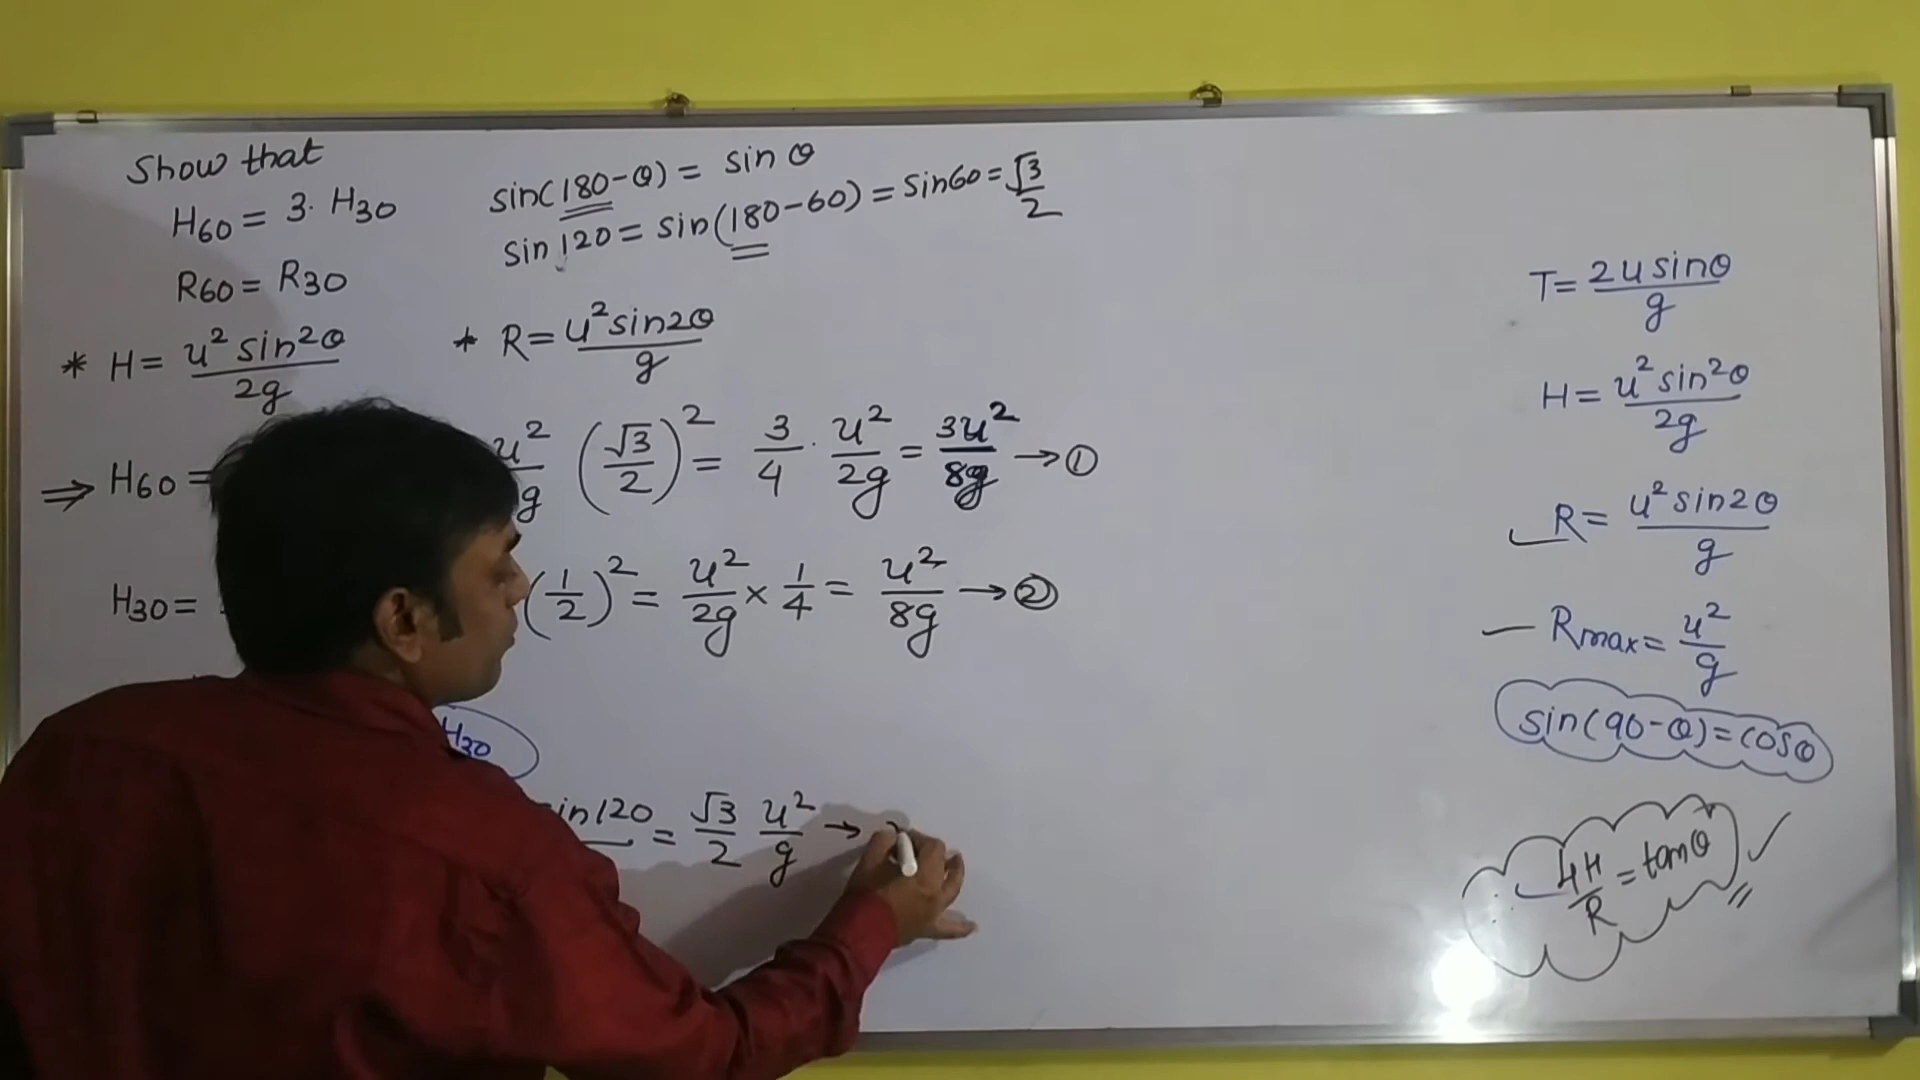 Show that
H60 = 3. H30
R60 = R30
sin(180-θ) = sin θ
sin 120 = sin(180-60) = sin60 = √3/2
* H = u² sin²θ / 2g
* R = u² sin2θ / g
⇒ H60 = u²/g (√3/2)² = 3/4 . u²/2g = 3u²/8g → ①
H30 = (1/2)² = u²/2g × 1/4 = u²/8g → ②
H30
in 120 = √3/2 u²/g →
T = 2u sinθ / g
H = u² sin²θ / 2g
R = u² sin2θ / g
Rmax = u²/g
sin(90-θ) = cosθ
4H/R = tanθ